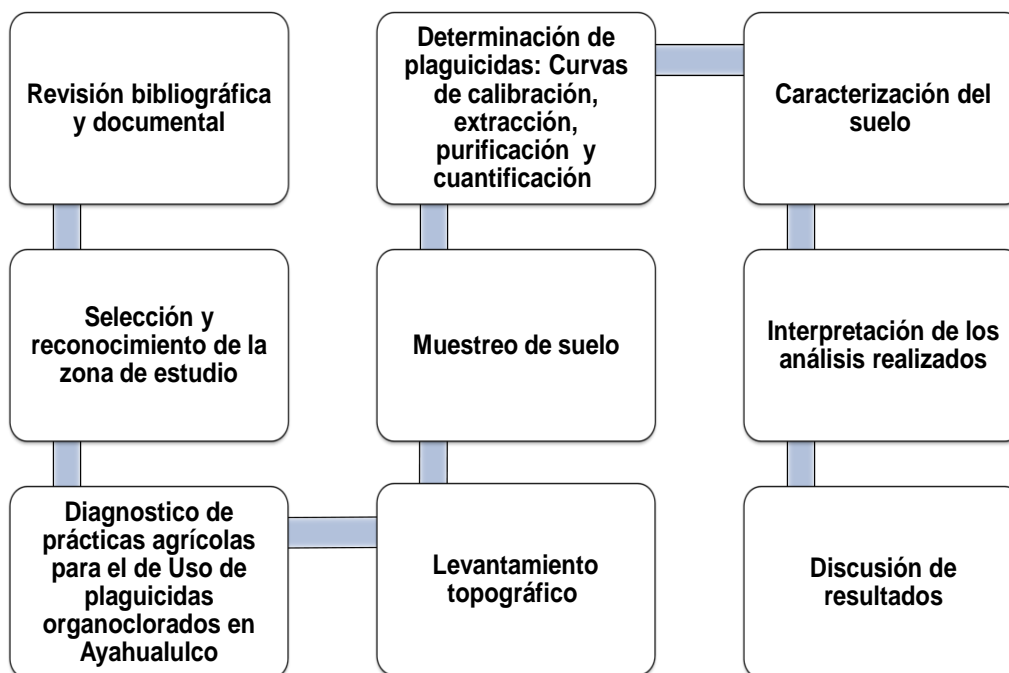 Revisión bibliográfica
y documental
Selección y
reconocimiento de la
zona de estudio
Diagnostico de
prácticas agrícolas
para el de Uso de
plaguicidas
organoclorados en
Ayahualulco
Levantamiento
topográfico
Muestreo de suelo
Determinación de
plaguicidas: Curvas
de calibración,
extracción,
purificación y
cuantificación
Caracterización del
suelo
Interpretación de los
análisis realizados
Discusión de
resultados